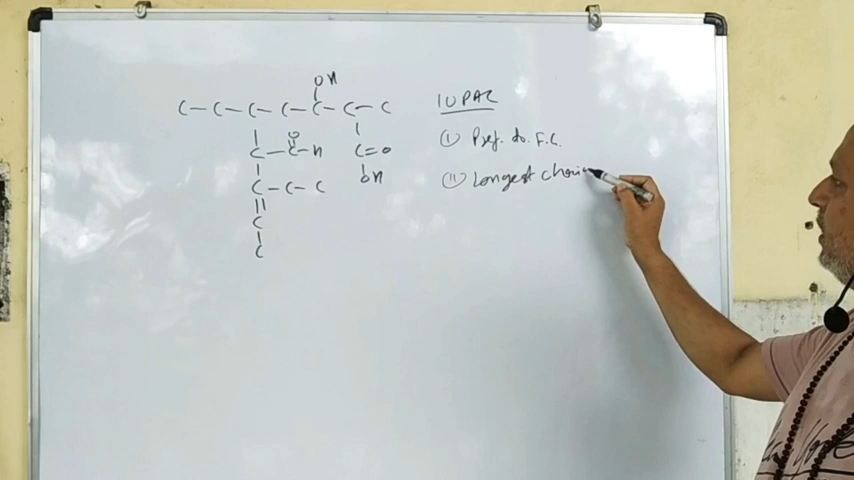 OH
C-C-C-C-C-C-C
IUPAC
O
C-C-H C=O
(i) Pref. to. F.G.
C-C-C OH
(ii) Longest chain
C
C